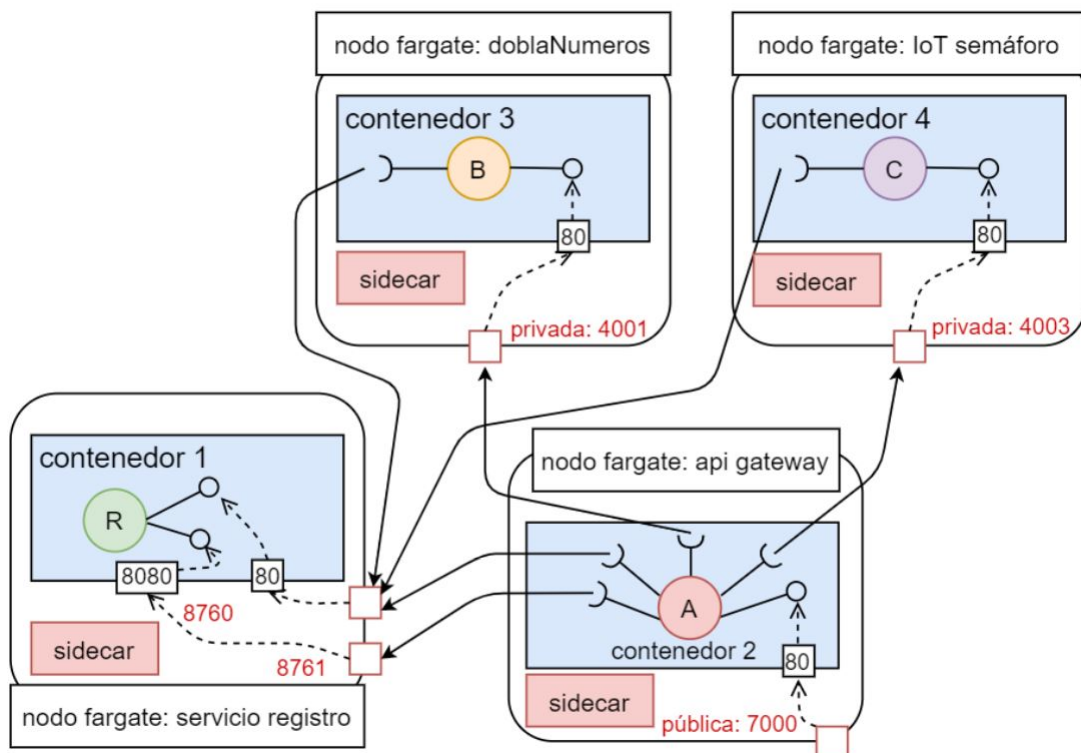 nodo fargate: doblaNumeros
contenedor 3
B
80
sidecar
privada: 4001
nodo fargate: IoT semáforo
contenedor 4
C
80
sidecar
privada: 4003
contenedor 1
R
8080
80
8760
sidecar
8761
nodo fargate: servicio registro
nodo fargate: api gateway
A
contenedor 2
80
sidecar
pública: 7000